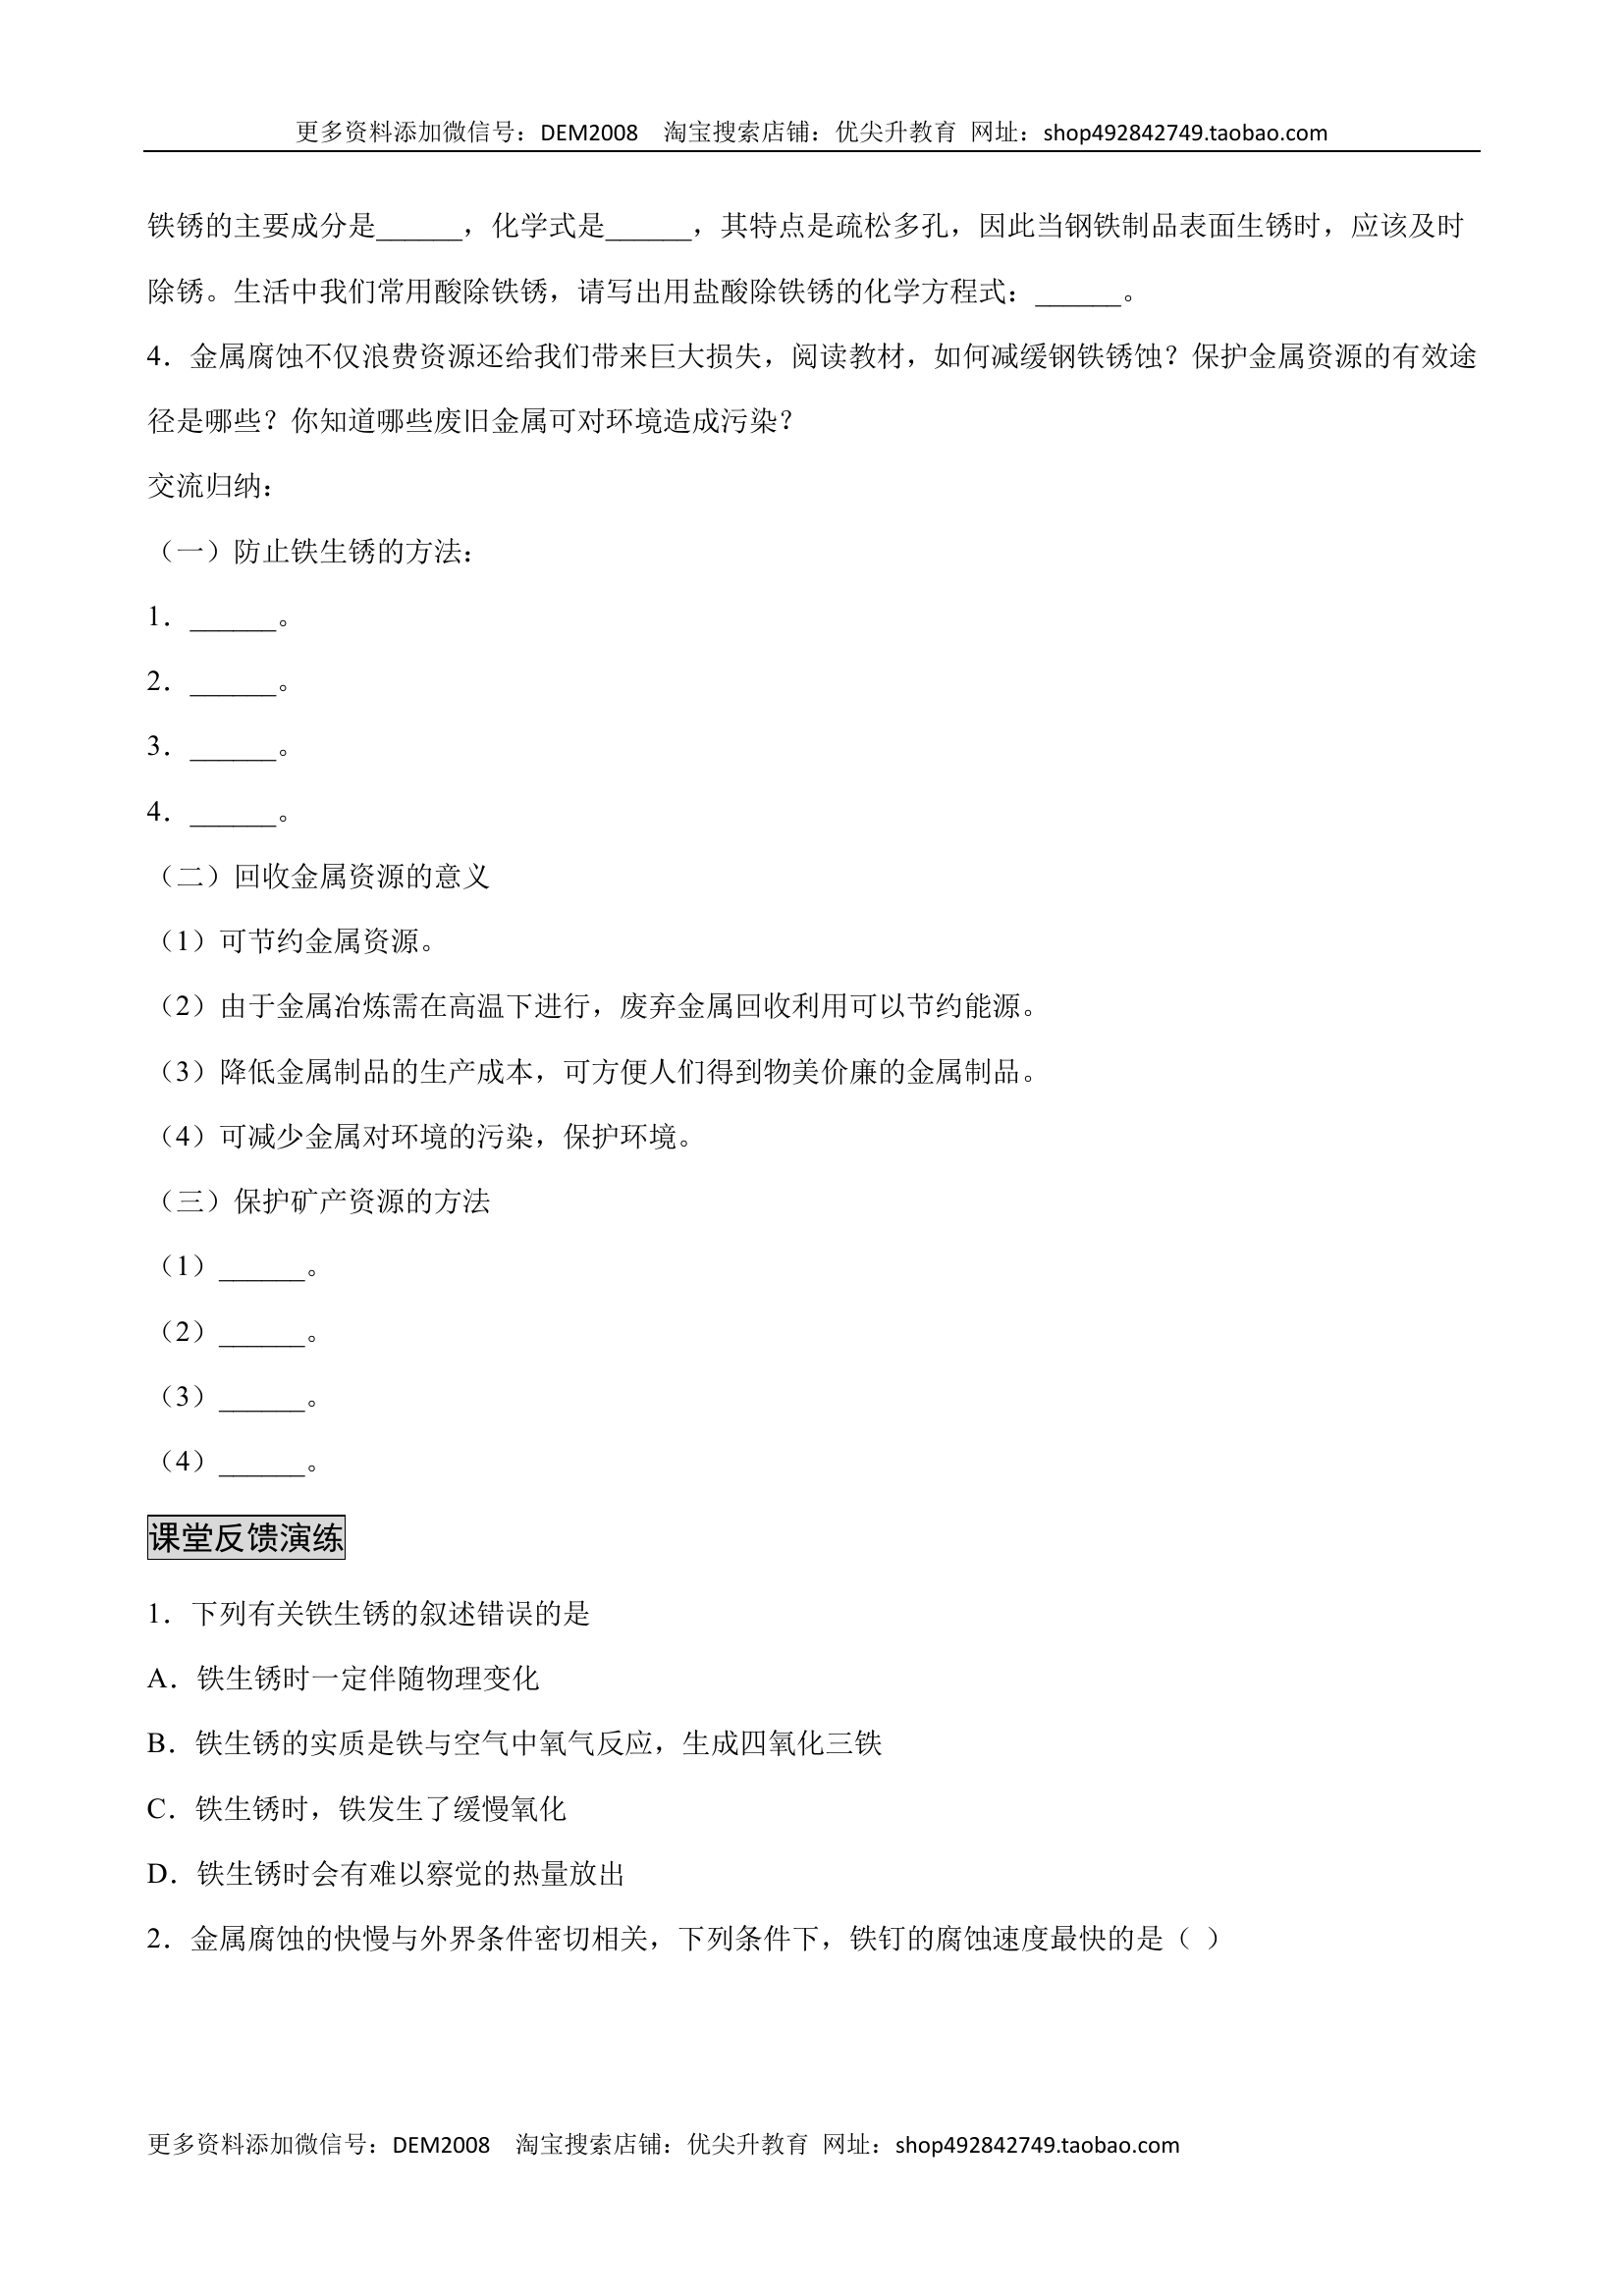 更多资料添加微信号：DEM2008 淘宝搜索店铺：优尖升教育 网址：shop492842749.taobao.com
铁锈的主要成分是______，化学式是______，其特点是疏松多孔，因此当钢铁制品表面生锈时，应该及时
除锈。生活中我们常用酸除铁锈，请写出用盐酸除铁锈的化学方程式：______。
4．金属腐蚀不仅浪费资源还给我们带来巨大损失，阅读教材，如何减缓钢铁锈蚀？保护金属资源的有效途
径是哪些？你知道哪些废旧金属可对环境造成污染？
交流归纳：
（一）防止铁生锈的方法：
1．______。
2．______。
3．______。
4．______。
（二）回收金属资源的意义
（1）可节约金属资源。
（2）由于金属冶炼需在高温下进行，废弃金属回收利用可以节约能源。
（3）降低金属制品的生产成本，可方便人们得到物美价廉的金属制品。
（4）可减少金属对环境的污染，保护环境。
（三）保护矿产资源的方法
（1）______。
（2）______。
（3）______。
（4）______。
课堂反馈演练
1．下列有关铁生锈的叙述错误的是
A．铁生锈时一定伴随物理变化
B．铁生锈的实质是铁与空气中氧气反应，生成四氧化三铁
C．铁生锈时，铁发生了缓慢氧化
D．铁生锈时会有难以察觉的热量放出
2．金属腐蚀的快慢与外界条件密切相关，下列条件下，铁钉的腐蚀速度最快的是（ ）
更多资料添加微信号：DEM2008 淘宝搜索店铺：优尖升教育 网址：shop492842749.taobao.com